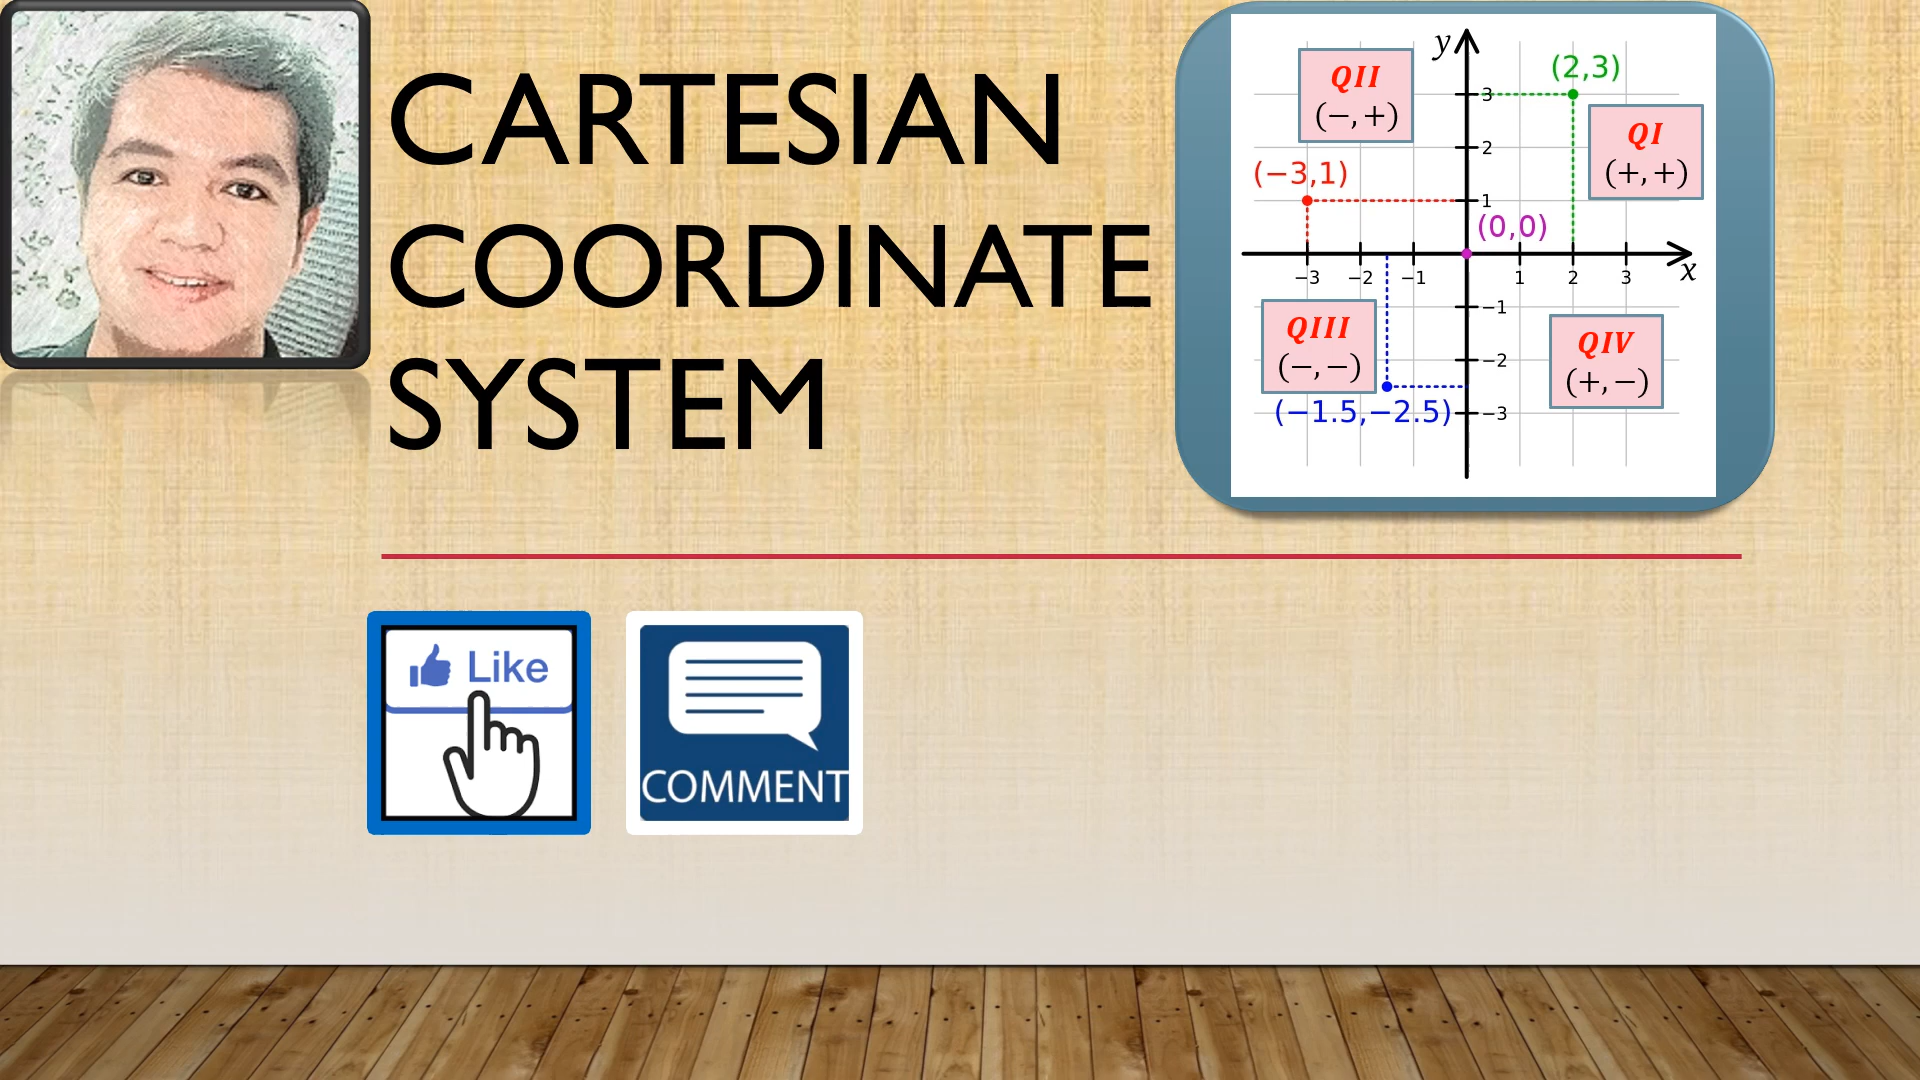 CARTESIAN
COORDINATE
SYSTEM
y
QII
(−,+)
(2,3)
3
QI
(+,+)
2
(−3,1)
1
(0,0)
−3 −2 −1 1 2 3 x
−1
QIII
(−,−)
QIV
(+,−)
−2
(−1.5,−2.5)
−3
Like
COMMENT